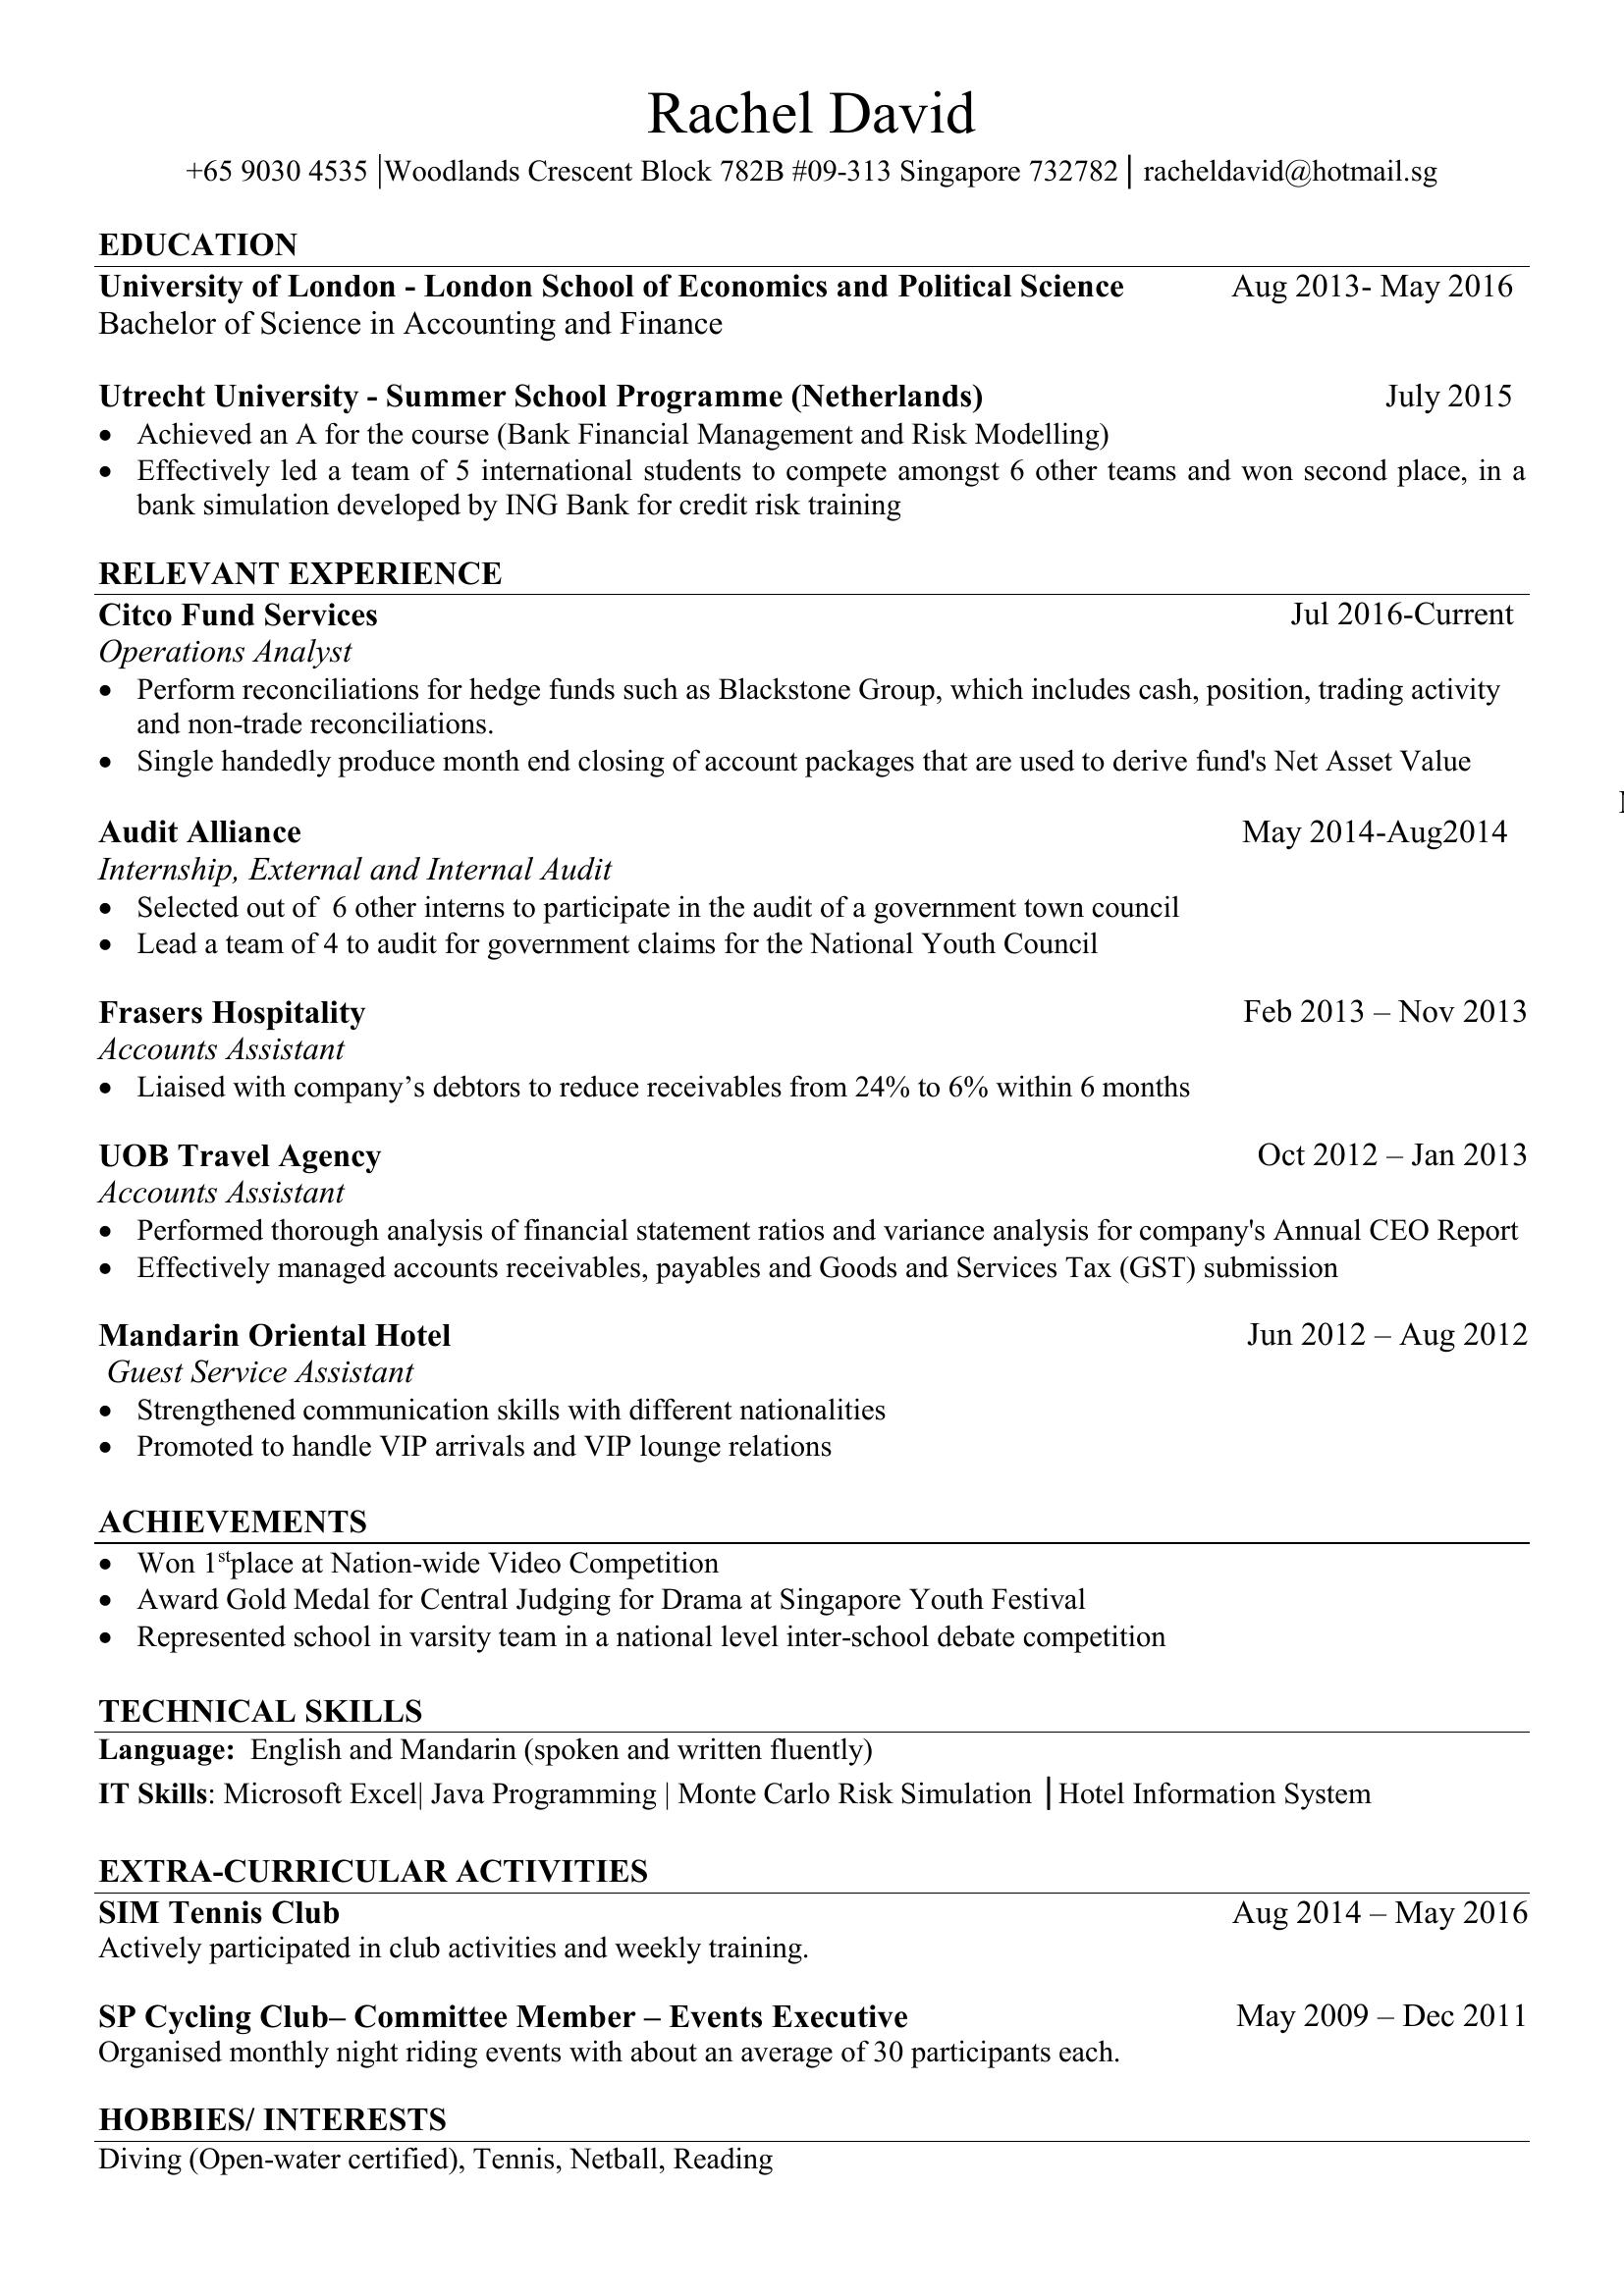 Rachel David
+65 9030 4535 |Woodlands Crescent Block 782B #09-313 Singapore 732782 | racheldavid@hotmail.sg
EDUCATION
University of London - London School of Economics and Political Science Aug 2013- May 2016
Bachelor of Science in Accounting and Finance
Utrecht University - Summer School Programme (Netherlands) July 2015
• Achieved an A for the course (Bank Financial Management and Risk Modelling)
• Effectively led a team of 5 international students to compete amongst 6 other teams and won second place, in a
bank simulation developed by ING Bank for credit risk training
RELEVANT EXPERIENCE
Citco Fund Services Jul 2016-Current
Operations Analyst
• Perform reconciliations for hedge funds such as Blackstone Group, which includes cash, position, trading activity
and non-trade reconciliations.
• Single handedly produce month end closing of account packages that are used to derive fund's Net Asset Value
Audit Alliance May 2014-Aug2014
Internship, External and Internal Audit
• Selected out of  6 other interns to participate in the audit of a government town council
• Lead a team of 4 to audit for government claims for the National Youth Council
Frasers Hospitality Feb 2013 – Nov 2013
Accounts Assistant
• Liaised with company’s debtors to reduce receivables from 24% to 6% within 6 months
UOB Travel Agency Oct 2012 – Jan 2013
Accounts Assistant
• Performed thorough analysis of financial statement ratios and variance analysis for company's Annual CEO Report
• Effectively managed accounts receivables, payables and Goods and Services Tax (GST) submission
Mandarin Oriental Hotel Jun 2012 – Aug 2012
Guest Service Assistant
• Strengthened communication skills with different nationalities
• Promoted to handle VIP arrivals and VIP lounge relations
ACHIEVEMENTS
• Won 1stplace at Nation-wide Video Competition
• Award Gold Medal for Central Judging for Drama at Singapore Youth Festival
• Represented school in varsity team in a national level inter-school debate competition
TECHNICAL SKILLS
Language:  English and Mandarin (spoken and written fluently)
IT Skills: Microsoft Excel| Java Programming | Monte Carlo Risk Simulation |Hotel Information System
EXTRA-CURRICULAR ACTIVITIES
SIM Tennis Club Aug 2014 – May 2016
Actively participated in club activities and weekly training.
SP Cycling Club– Committee Member – Events Executive May 2009 – Dec 2011
Organised monthly night riding events with about an average of 30 participants each.
HOBBIES/ INTERESTS
Diving (Open-water certified), Tennis, Netball, Reading